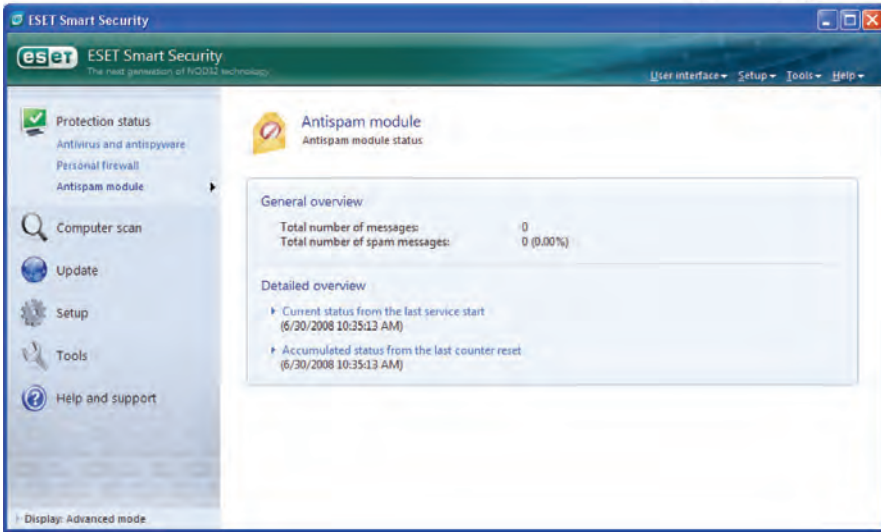 ESET Smart Security
eset ESET Smart Security
The next generation of NOD32 technology
User interface Setup Tools Help
Protection status
Antivirus and antispyware
Personal firewall
Antispam module
Computer scan
Update
Setup
Tools
Help and support
Display: Advanced mode
Antispam module
Antispam module status
General overview
Total number of messages: 0
Total number of spam messages: 0 (0.00%)
Detailed overview
Current status from the last service start
(6/30/2008 10:35:13 AM)
Accumulated status from the last counter reset
(6/30/2008 10:35:13 AM)